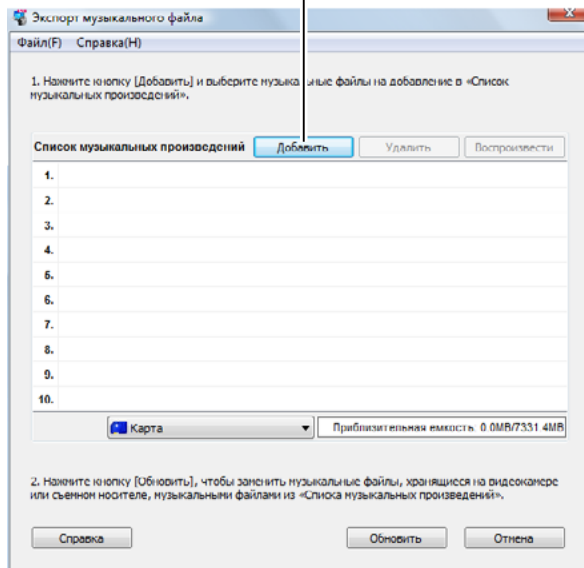 Экспорт музыкального файла
Файл(F) Справка(H)
1. Нажмите кнопку [Добавить] и выберите музыкальные файлы на добавление в «Список
музыкальных произведений».
Список музыкальных произведений Добавить Удалить Воспроизвести
1.
2.
3.
4.
5.
6.
7.
8.
9.
10.
Карта Приблизительная емкость: 0.0MB/7331.4MB
2. Нажмите кнопку [Обновить], чтобы заменить музыкальные файлы, хранящиеся на видеокамере
или съемном носителе, музыкальными файлами из «Списка музыкальных произведений».
Справка Обновить Отмена